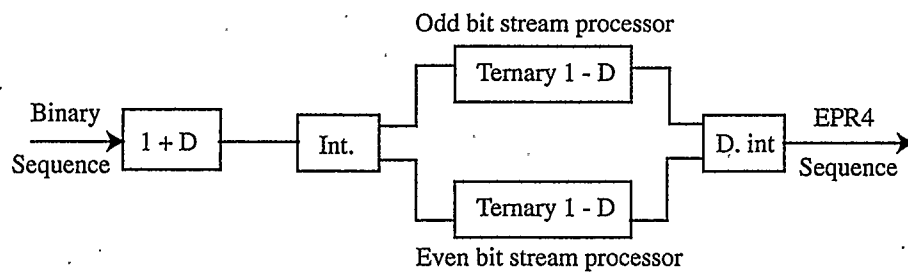 Odd bit stream processor
Ternary 1 - D
Binary
Sequence
1 + D
Int.
D. int
EPR4
Sequence
Ternary 1 - D
Even bit stream processor